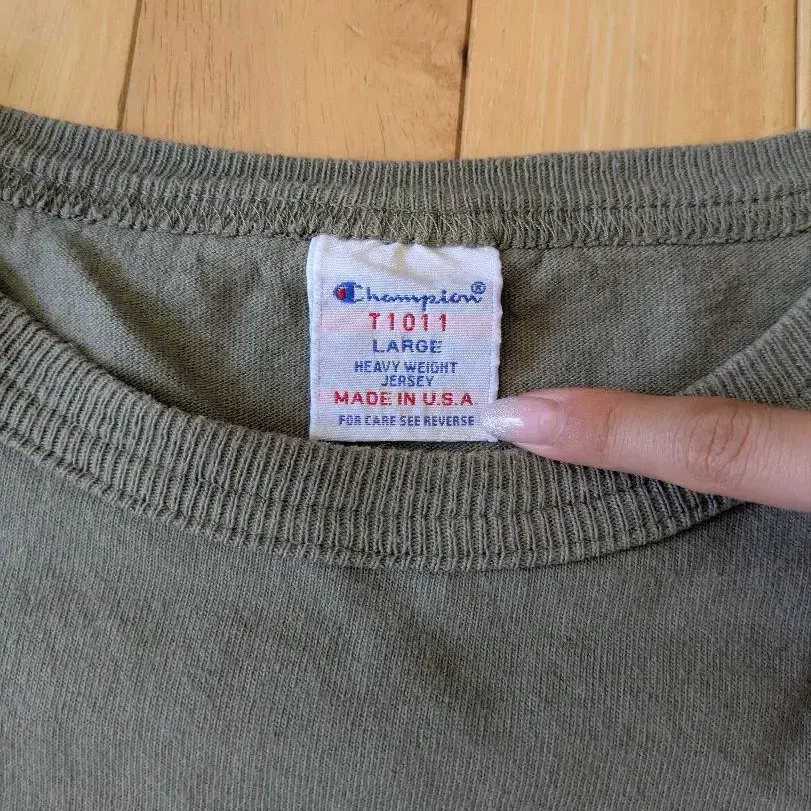 Champion®
T1011
LARGE
HEAVY WEIGHT
JERSEY
MADE IN U.S.A.
FOR CARE SEE REVERSE